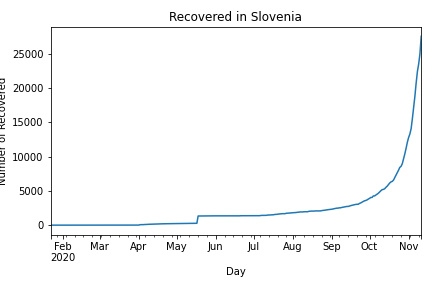 Recovered in Slovenia
Number of Recovered
25000
20000
15000
10000
5000
0
Feb Mar Apr May Jun Jul Aug Sep Oct Nov
2020
Day